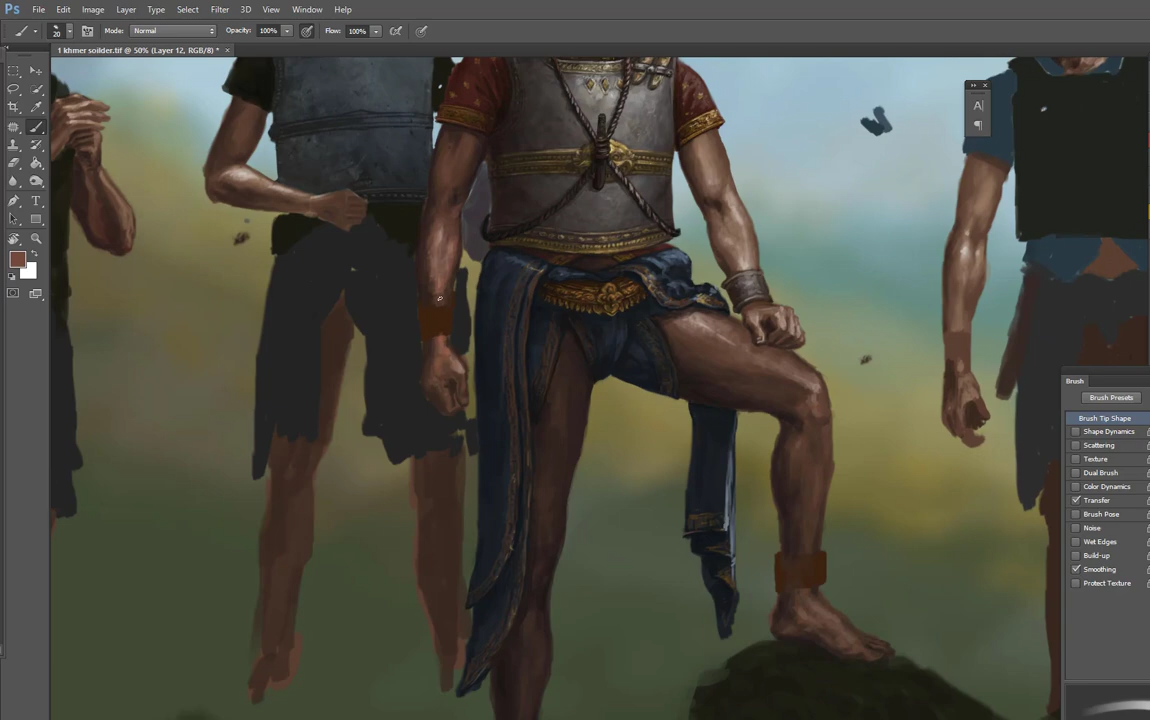 Ps File Edit Image Layer Type Select Filter 3D View Window Help
20 Mode: Normal Opacity: 100% Flow: 100%
1 khmer soilder.tif @ 50% (Layer 12, RGB/8) * ×
A
¶
T
Brush
Brush Presets
Brush Tip Shape
Shape Dynamics
Scattering
Texture
Dual Brush
Color Dynamics
Transfer
Brush Pose
Noise
Wet Edges
Build-up
Smoothing
Protect Texture